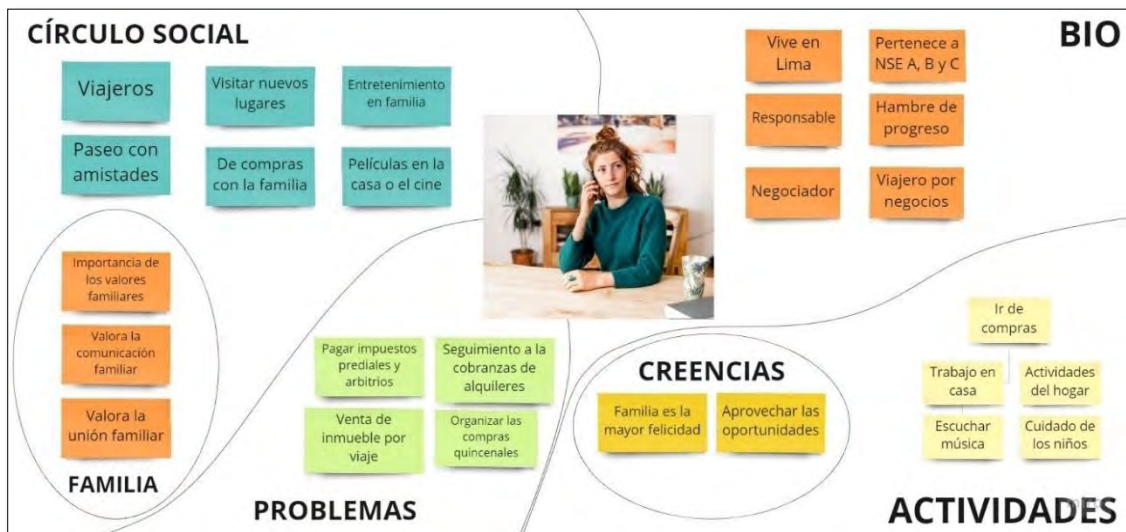 CÍRCULO SOCIAL
Viajeros
Visitar nuevos
lugares
Entretenimiento
en familia
Paseo con
amistades
De compras
con la familia
Películas en la
casa o el cine
BIO
Vive en
Lima
Pertenece a
NSE A, B y C
Responsable
Hambre de
progreso
Negociador
Viajero por
negocios
Importancia de
los valores
familiares
Valora la
comunicación
familiar
Valora la
unión familiar
FAMILIA
Pagar impuestos
prediales y
arbitrios
Seguimiento a la
cobranzas de
alquileres
Venta de
inmueble por
viaje
Organizar las
compras
quincenales
PROBLEMAS
CREENCIAS
Familia es la
mayor felicidad
Aprovechar las
oportunidades
Ir de
compras
Trabajo en
casa
Actividades
del hogar
Escuchar
música
Cuidado de
los niños
ACTIVIDADES